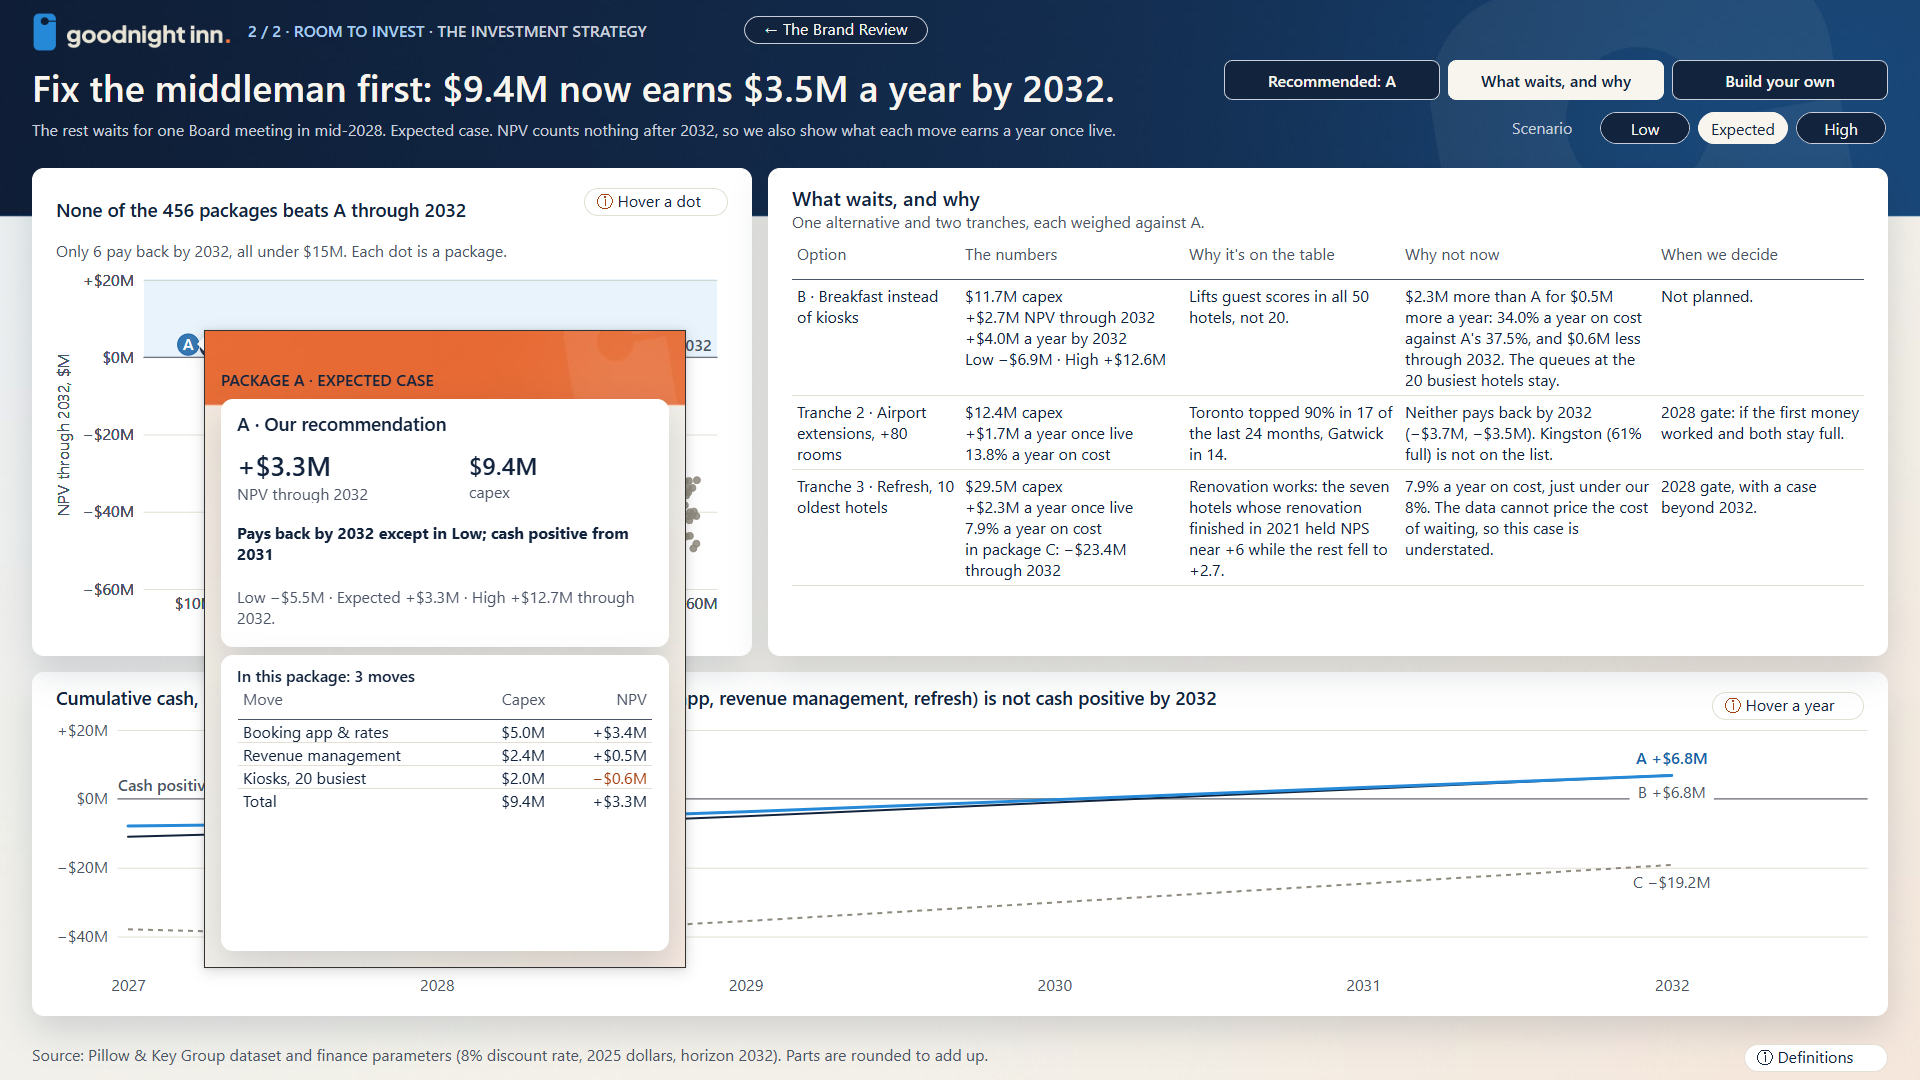 goodnight inn.
2 / 2 · ROOM TO INVEST · THE INVESTMENT STRATEGY
← The Brand Review
Fix the middleman first: $9.4M now earns $3.5M a year by 2032.
The rest waits for one Board meeting in mid-2028. Expected case. NPV counts nothing after 2032, so we also show what each move earns a year once live.
Recommended: A
What waits, and why
Build your own
Scenario
Low
Expected
High
None of the 456 packages beats A through 2032
ⓘ Hover a dot
Only 6 pay back by 2032, all under $15M. Each dot is a package.
NPV through 2032, $M
+$20M
$0M
−$20M
−$40M
−$60M
A
032
60M
PACKAGE A · EXPECTED CASE
A · Our recommendation
+$3.3M
NPV through 2032
$9.4M
capex
Pays back by 2032 except in Low; cash positive from
2031
Low −$5.5M · Expected +$3.3M · High +$12.7M through
2032.
In this package: 3 moves
Move Capex NPV
Booking app & rates $5.0M +$3.4M
Revenue management $2.4M +$0.5M
Kiosks, 20 busiest $2.0M −$0.6M
Total $9.4M +$3.3M
What waits, and why
One alternative and two tranches, each weighed against A.
Option
The numbers
Why it's on the table
Why not now
When we decide
B · Breakfast instead
of kiosks
$11.7M capex
+$2.7M NPV through 2032
+$4.0M a year by 2032
Low −$6.9M · High +$12.6M
Lifts guest scores in all 50
hotels, not 20.
$2.3M more than A for $0.5M
more a year: 34.0% a year on cost
against A's 37.5%, and $0.6M less
through 2032. The queues at the
20 busiest hotels stay.
Not planned.
Tranche 2 · Airport
extensions, +80
rooms
$12.4M capex
+$1.7M a year once live
13.8% a year on cost
Toronto topped 90% in 17 of
the last 24 months, Gatwick
in 14.
Neither pays back by 2032
(−$3.7M, −$3.5M). Kingston (61%
full) is not on the list.
2028 gate: if the first money
worked and both stay full.
Tranche 3 · Refresh, 10
oldest hotels
$29.5M capex
+$2.3M a year once live
7.9% a year on cost
in package C: −$23.4M
through 2032
Renovation works: the seven
hotels whose renovation
finished in 2021 held NPS
near +6 while the rest fell to
+2.7.
7.9% a year on cost, just under our
8%. The data cannot price the cost
of waiting, so this case is
understated.
2028 gate, with a case
beyond 2032.
Cumulative cash,
pp, revenue management, refresh) is not cash positive by 2032
ⓘ Hover a year
+$20M
$0M
−$20M
−$40M
Cash positiv
A +$6.8M
B +$6.8M
C −$19.2M
2027
2028
2029
2030
2031
2032
Source: Pillow & Key Group dataset and finance parameters (8% discount rate, 2025 dollars, horizon 2032). Parts are rounded to add up.
ⓘ Definitions